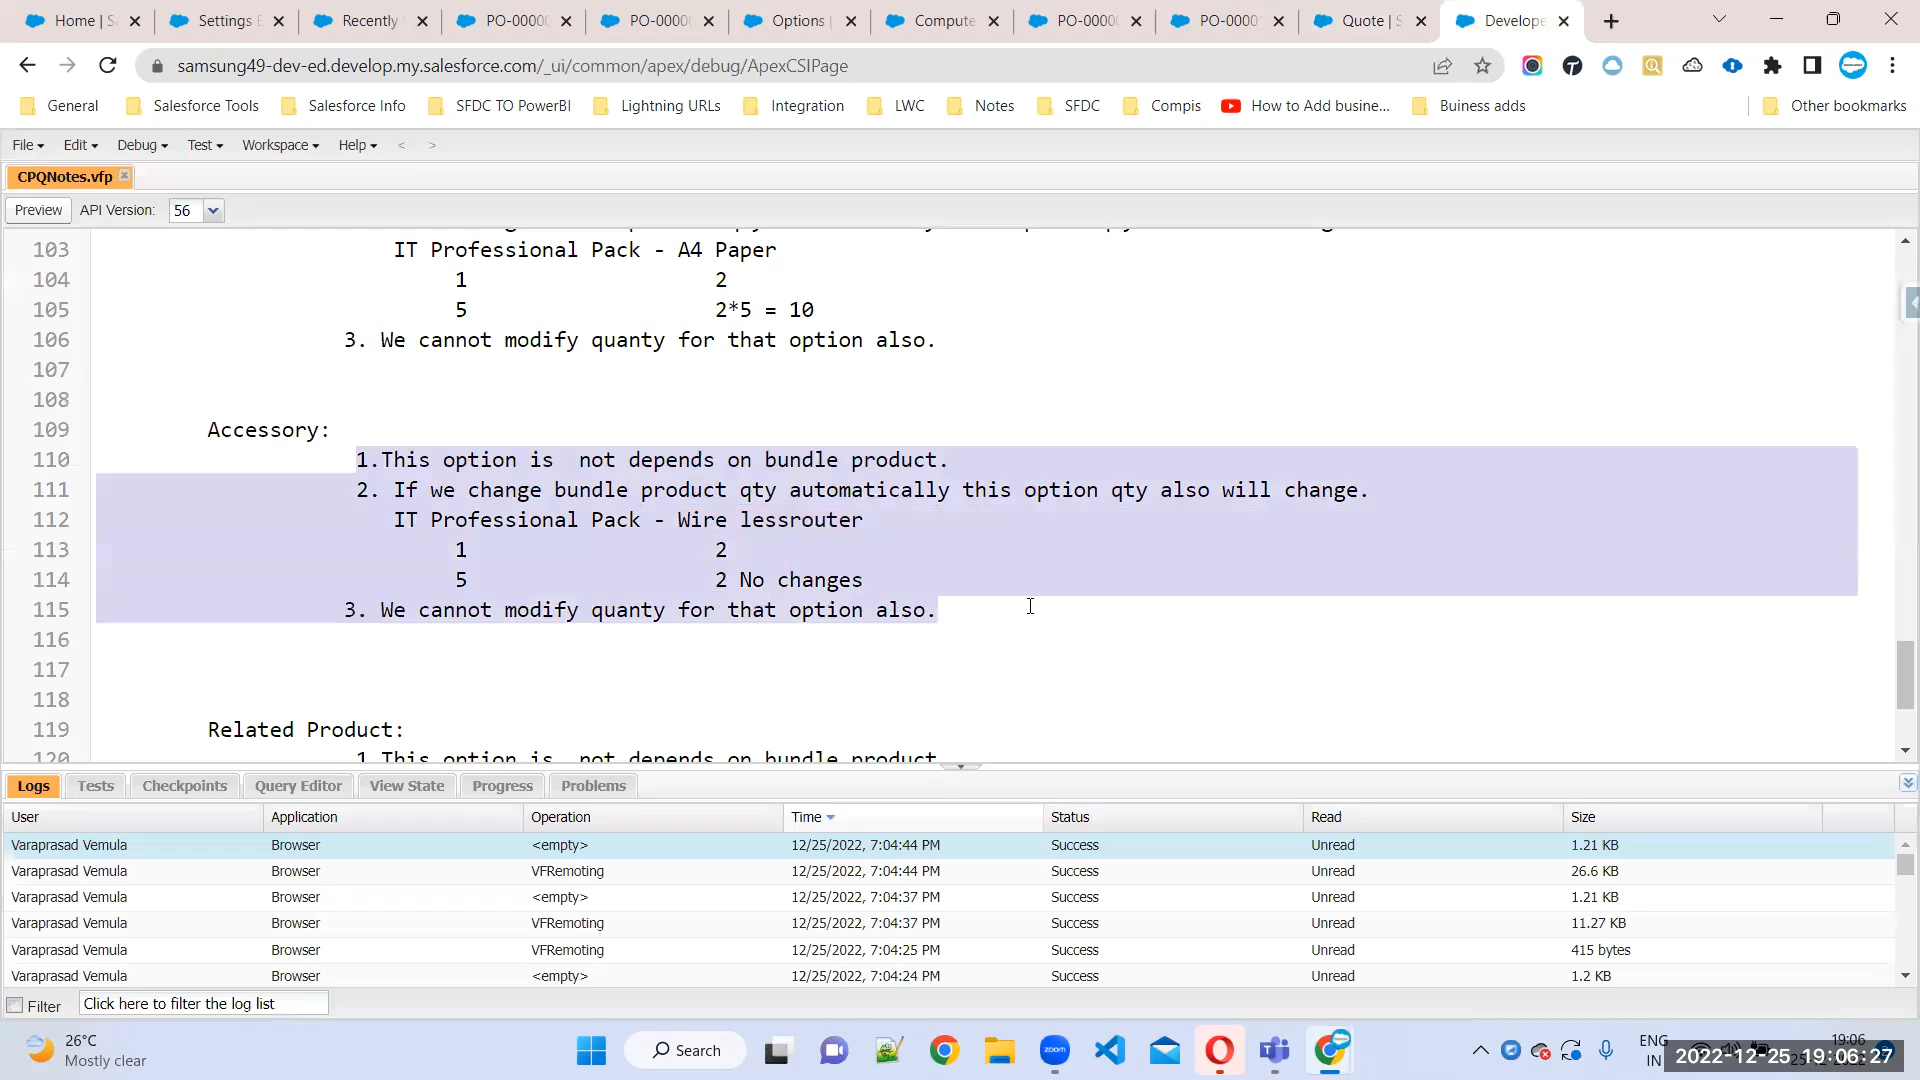 Home | S
Settings E
Recently
PO-0000
PO-0000
Options |
Compute
PO-0000
PO-0000
Quote | S
Develope
samsung49-dev-ed.develop.my.salesforce.com/_ui/common/apex/debug/ApexCSIPage
General
Salesforce Tools
Salesforce Info
SFDC TO PowerBI
Lightning URLs
Integration
LWC
Notes
SFDC
Compis
How to Add busine...
Buiness adds
Other bookmarks
File
Edit
Debug
Test
Workspace
Help
<
>
CPQNotes.vfp
Preview API Version: 56
103 IT Professional Pack - A4 Paper
104 1 2
105 5 2*5 = 10
106 3. We cannot modify quanty for that option also.
107
108
109 Accessory:
110 1.This option is  not depends on bundle product.
111 2. If we change bundle product qty automatically this option qty also will change.
112 IT Professional Pack - Wire lessrouter
113 1 2
114 5 2 No changes
115 3. We cannot modify quanty for that option also.
116
117
118
119 Related Product:
120 1 This option is  not depends on bundle product
Logs
Tests
Checkpoints
Query Editor
View State
Progress
Problems
User Application Operation Time Status Read Size
Varaprasad Vemula Browser <empty> 12/25/2022, 7:04:44 PM Success Unread 1.21 KB
Varaprasad Vemula Browser VFRemoting 12/25/2022, 7:04:44 PM Success Unread 26.6 KB
Varaprasad Vemula Browser <empty> 12/25/2022, 7:04:37 PM Success Unread 1.21 KB
Varaprasad Vemula Browser VFRemoting 12/25/2022, 7:04:37 PM Success Unread 11.27 KB
Varaprasad Vemula Browser VFRemoting 12/25/2022, 7:04:25 PM Success Unread 415 bytes
Varaprasad Vemula Browser <empty> 12/25/2022, 7:04:24 PM Success Unread 1.2 KB
Filter Click here to filter the log list
26°C
Mostly clear
Search
zoom
ENG
IN
19:06
2022-12-25 19:06:27